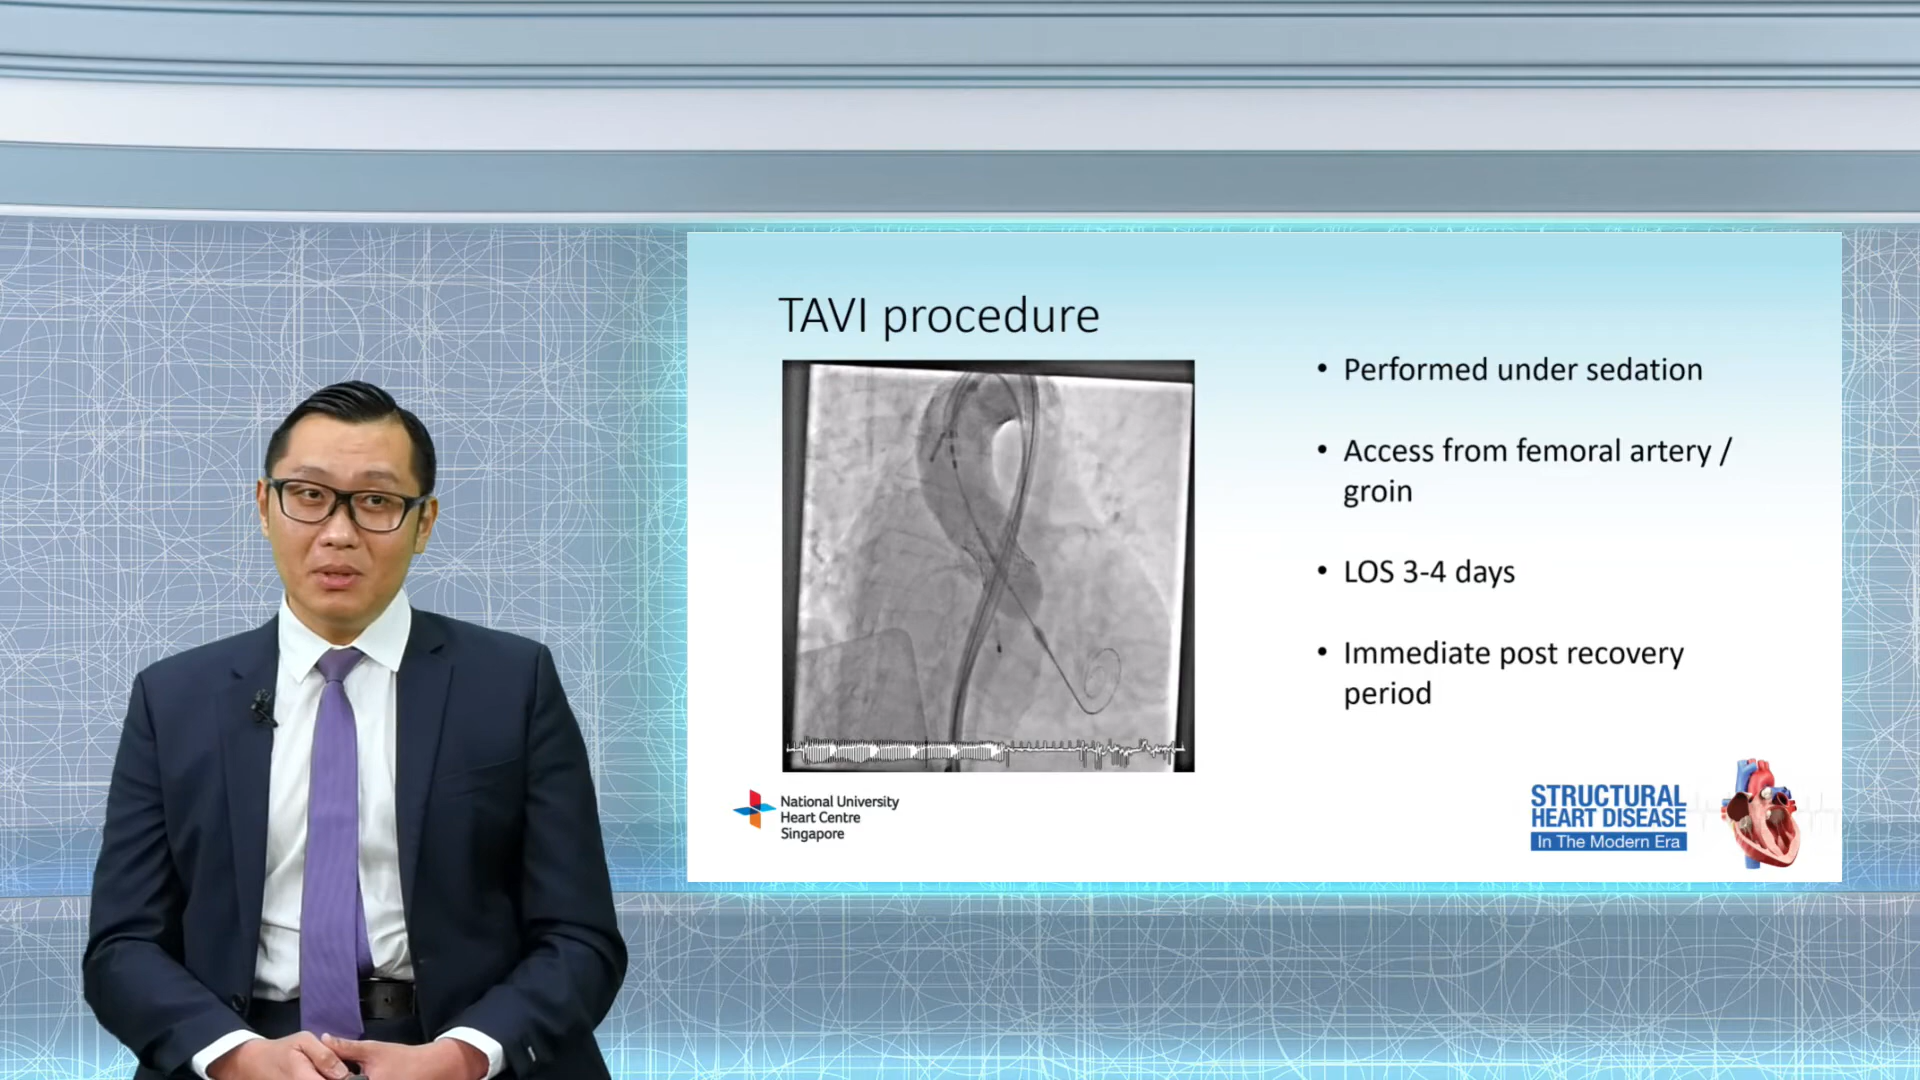 TAVI procedure
• Performed under sedation
• Access from femoral artery /
groin
• LOS 3-4 days
• Immediate post recovery
period
National University
Heart Centre
Singapore
STRUCTURAL
HEART DISEASE
In The Modern Era